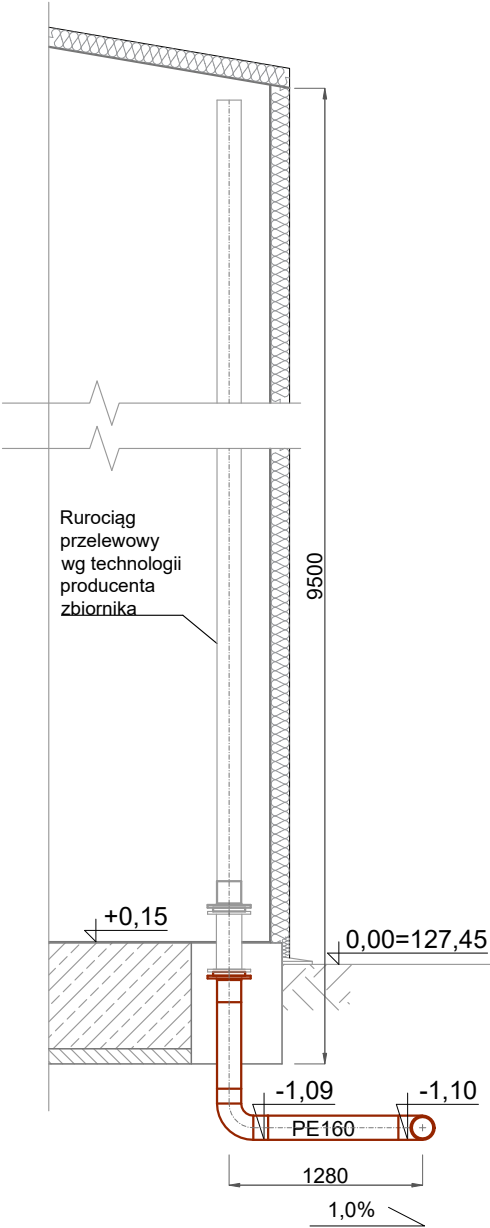 Rurociąg
przelewowy
wg technologii
producenta
zbiornika
9500
+0,15
0,00=127,45
-1,09
-1,10
PE160
1280
1,0%